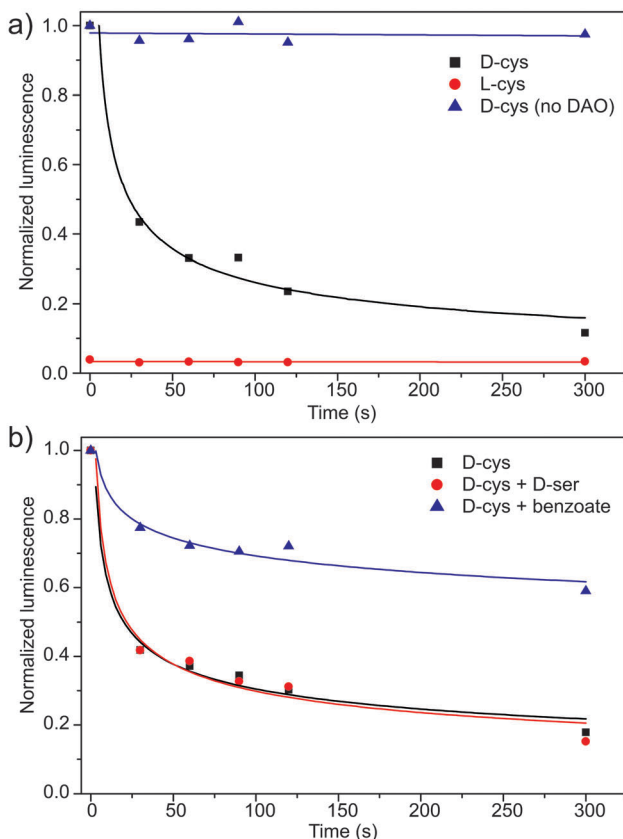 a)
1.0
0.8
0.6
0.4
0.2
0.0
Normalized luminescence
D-cys
L-cys
D-cys (no DAO)
0
50
100
150
200
250
300
Time (s)
b)
1.0
0.8
0.6
0.4
0.2
0.0
Normalized luminescence
D-cys
D-cys + D-ser
D-cys + benzoate
0
50
100
150
200
250
300
Time (s)